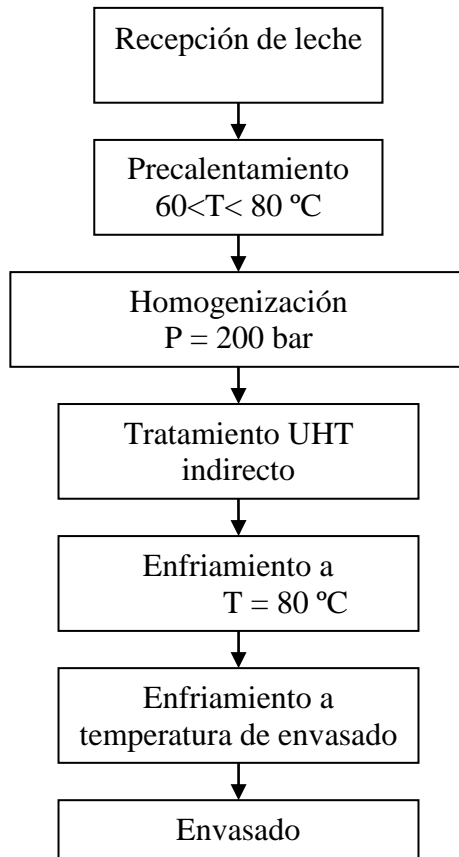 Recepción de leche
Precalentamiento
60<T< 80 ºC
Homogenización
P = 200 bar
Tratamiento UHT
indirecto
Enfriamiento a
T = 80 ºC
Enfriamiento a
temperatura de envasado
Envasado